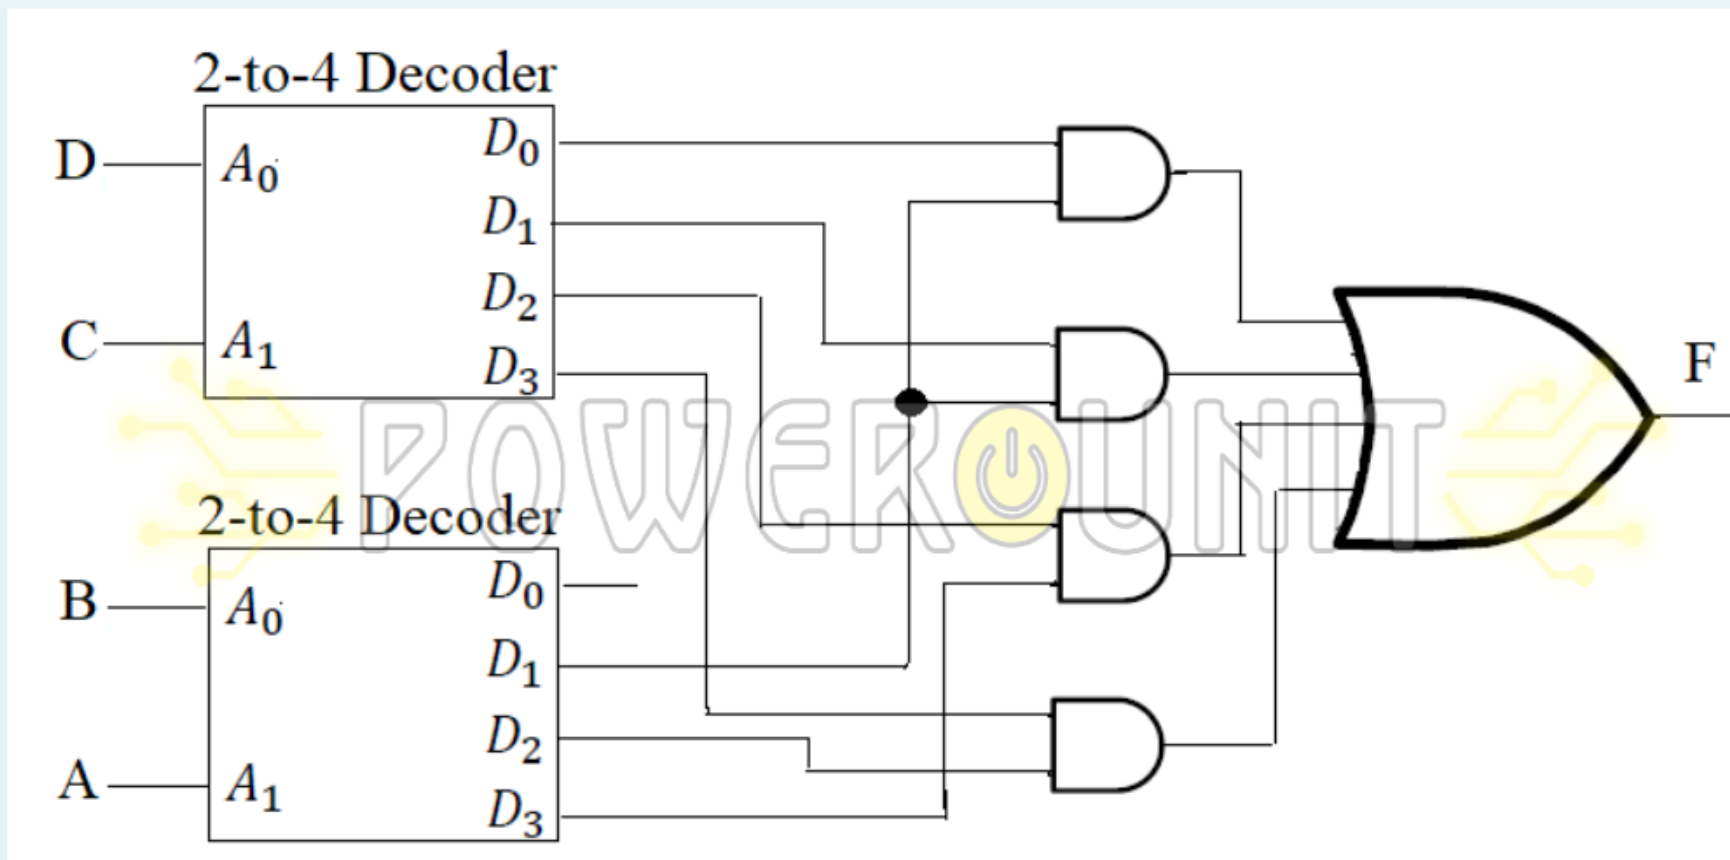 2-to-4 Decoder
D A₀ D₀
D₁
D₂
C A₁ D₃
F
POWERUNIT
2-to-4 Decoder
B A₀ D₀
D₁
D₂
A A₁ D₃